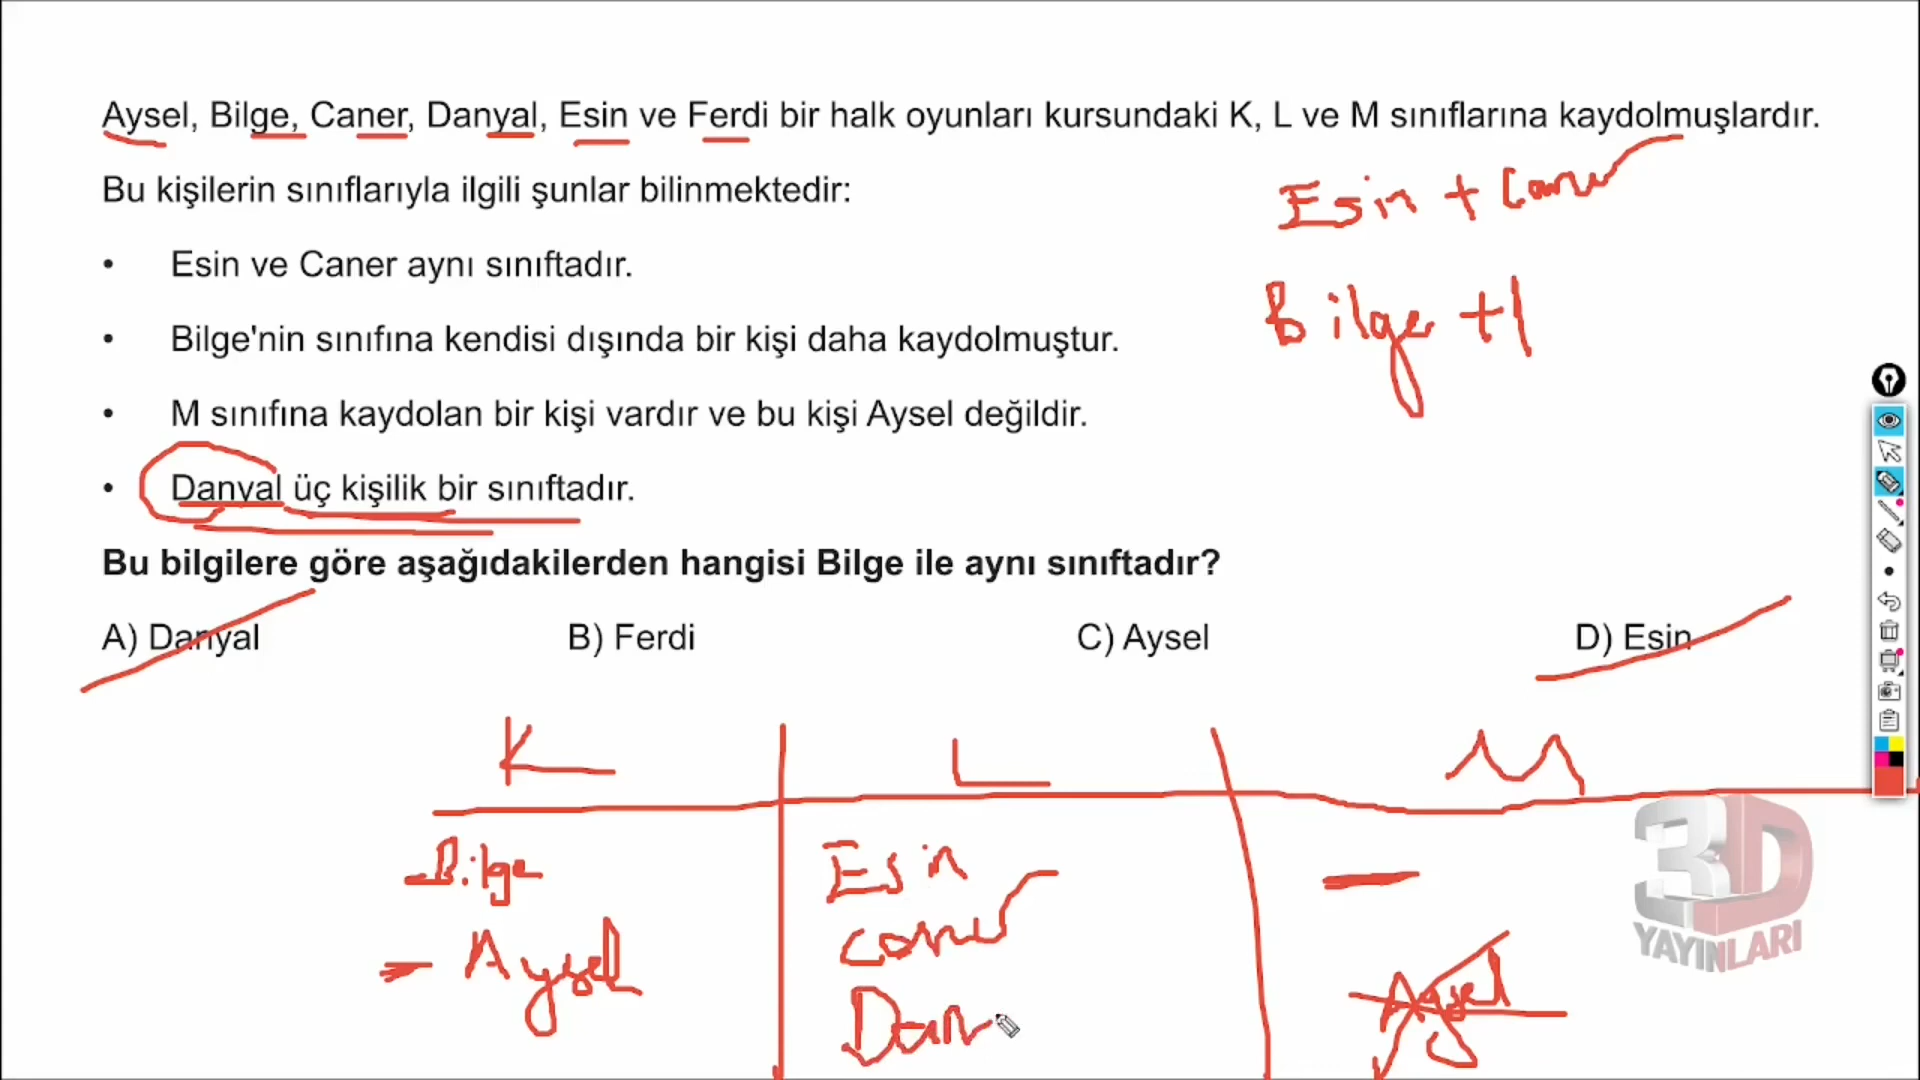 Aysel, Bilge, Caner, Danyal, Esin ve Ferdi bir halk oyunları kursundaki K, L ve M sınıflarına kaydolmuşlardır.
Bu kişilerin sınıflarıyla ilgili şunlar bilinmektedir:
Esin + Caner
• Esin ve Caner aynı sınıftadır.
Bilge +1
• Bilge'nin sınıfına kendisi dışında bir kişi daha kaydolmuştur.
• M sınıfına kaydolan bir kişi vardır ve bu kişi Aysel değildir.
• Danyal üç kişilik bir sınıftadır.
Bu bilgilere göre aşağıdakilerden hangisi Bilge ile aynı sınıftadır?
A) Danyal B) Ferdi C) Aysel D) Esin
K L M
- Bilge Esin -
- Aysel Caner Aysel
Dan
3D
YAYINLARI